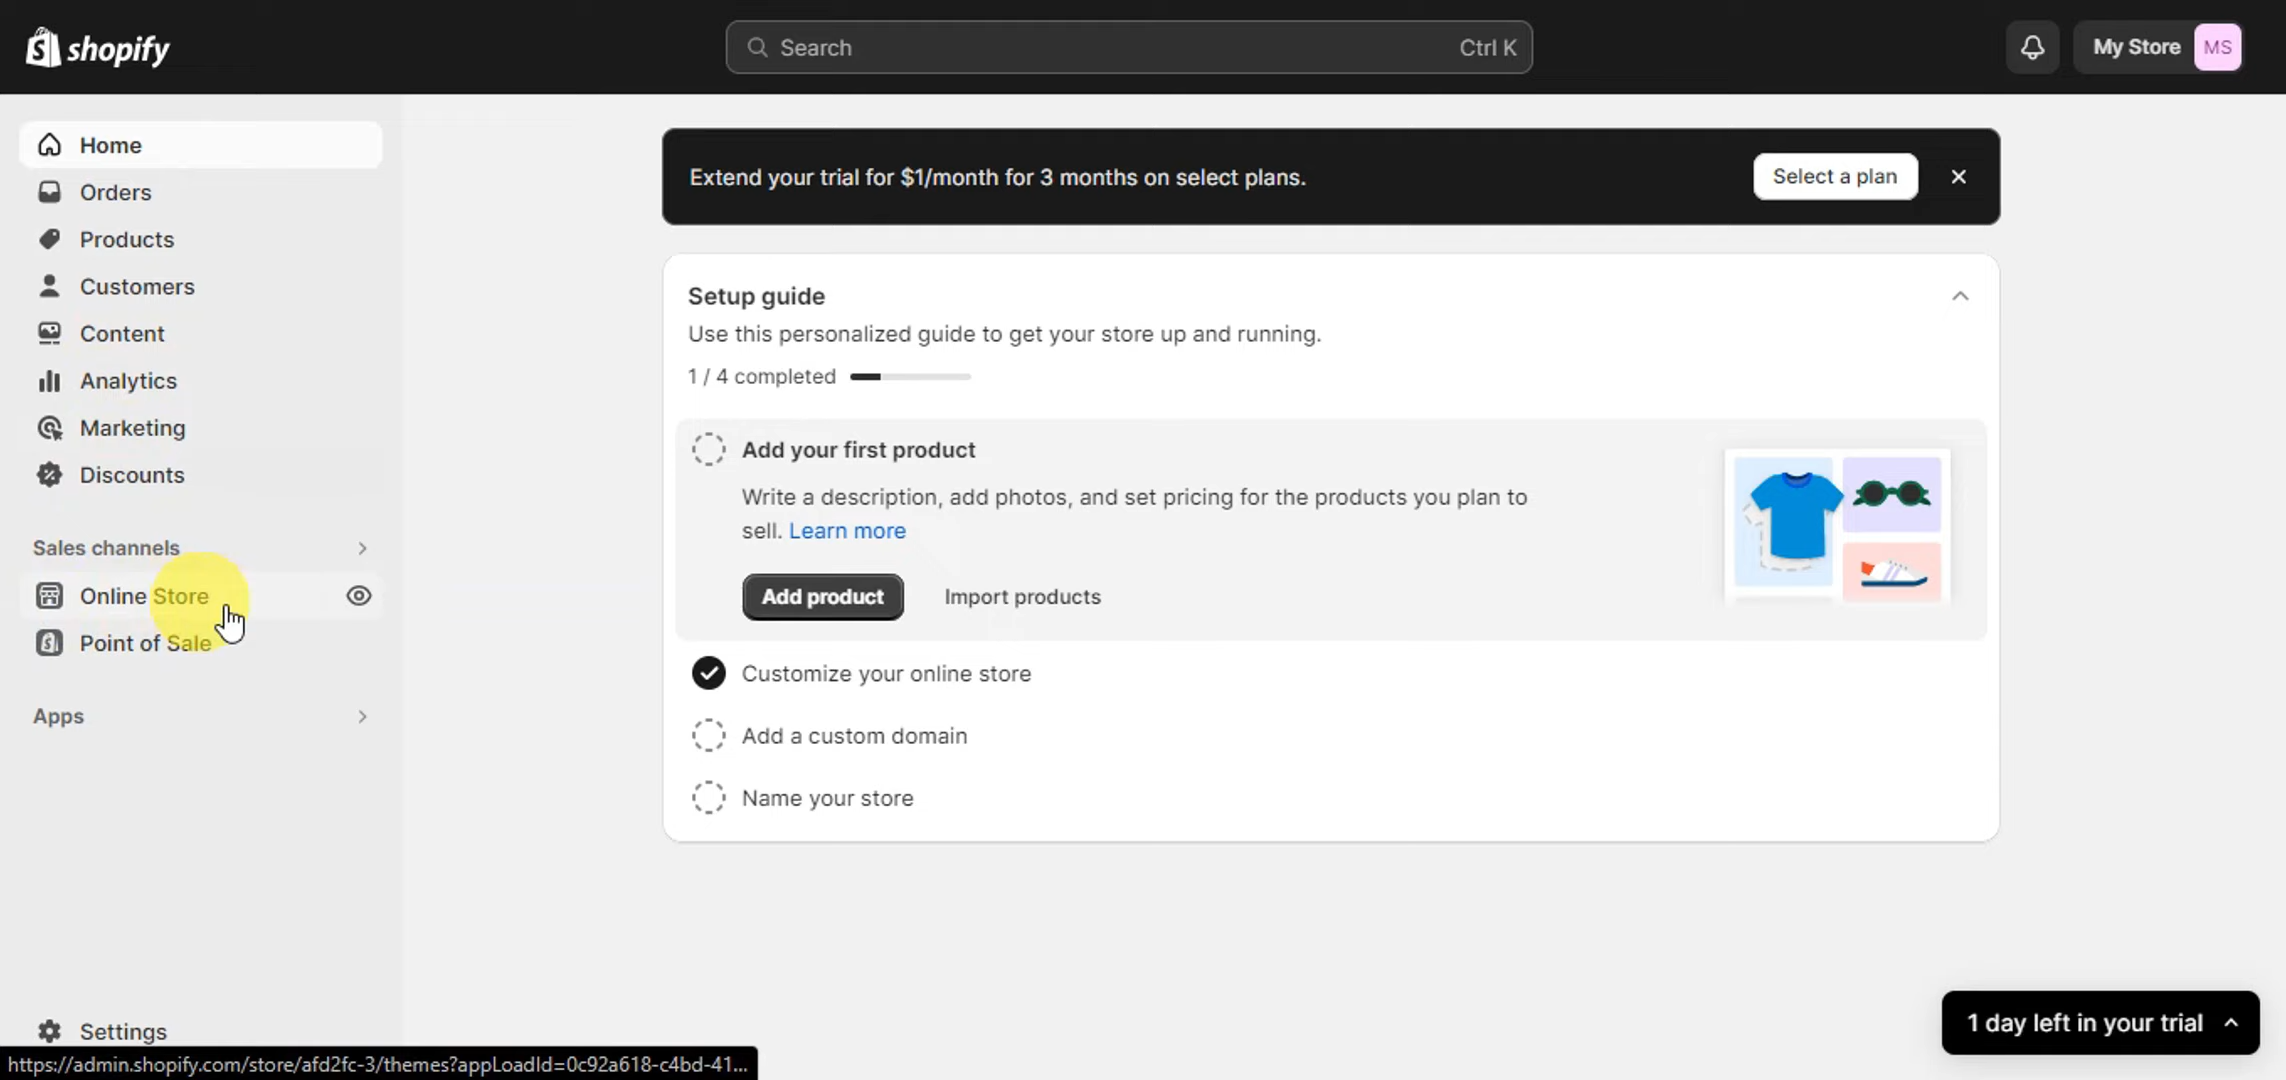 shopify
Search
Ctrl K
My Store
MS
Home
Orders
Products
Customers
Content
Analytics
Marketing
Discounts
Sales channels
Online Store
Point of Sale
Apps
Settings
Extend your trial for $1/month for 3 months on select plans.
Select a plan
Setup guide
Use this personalized guide to get your store up and running.
1 / 4 completed
Add your first product
Write a description, add photos, and set pricing for the products you plan to
sell. Learn more
Add product
Import products
Customize your online store
Add a custom domain
Name your store
1 day left in your trial
https://admin.shopify.com/store/afd2fc-3/themes?appLoadId=0c92a618-c4bd-41...